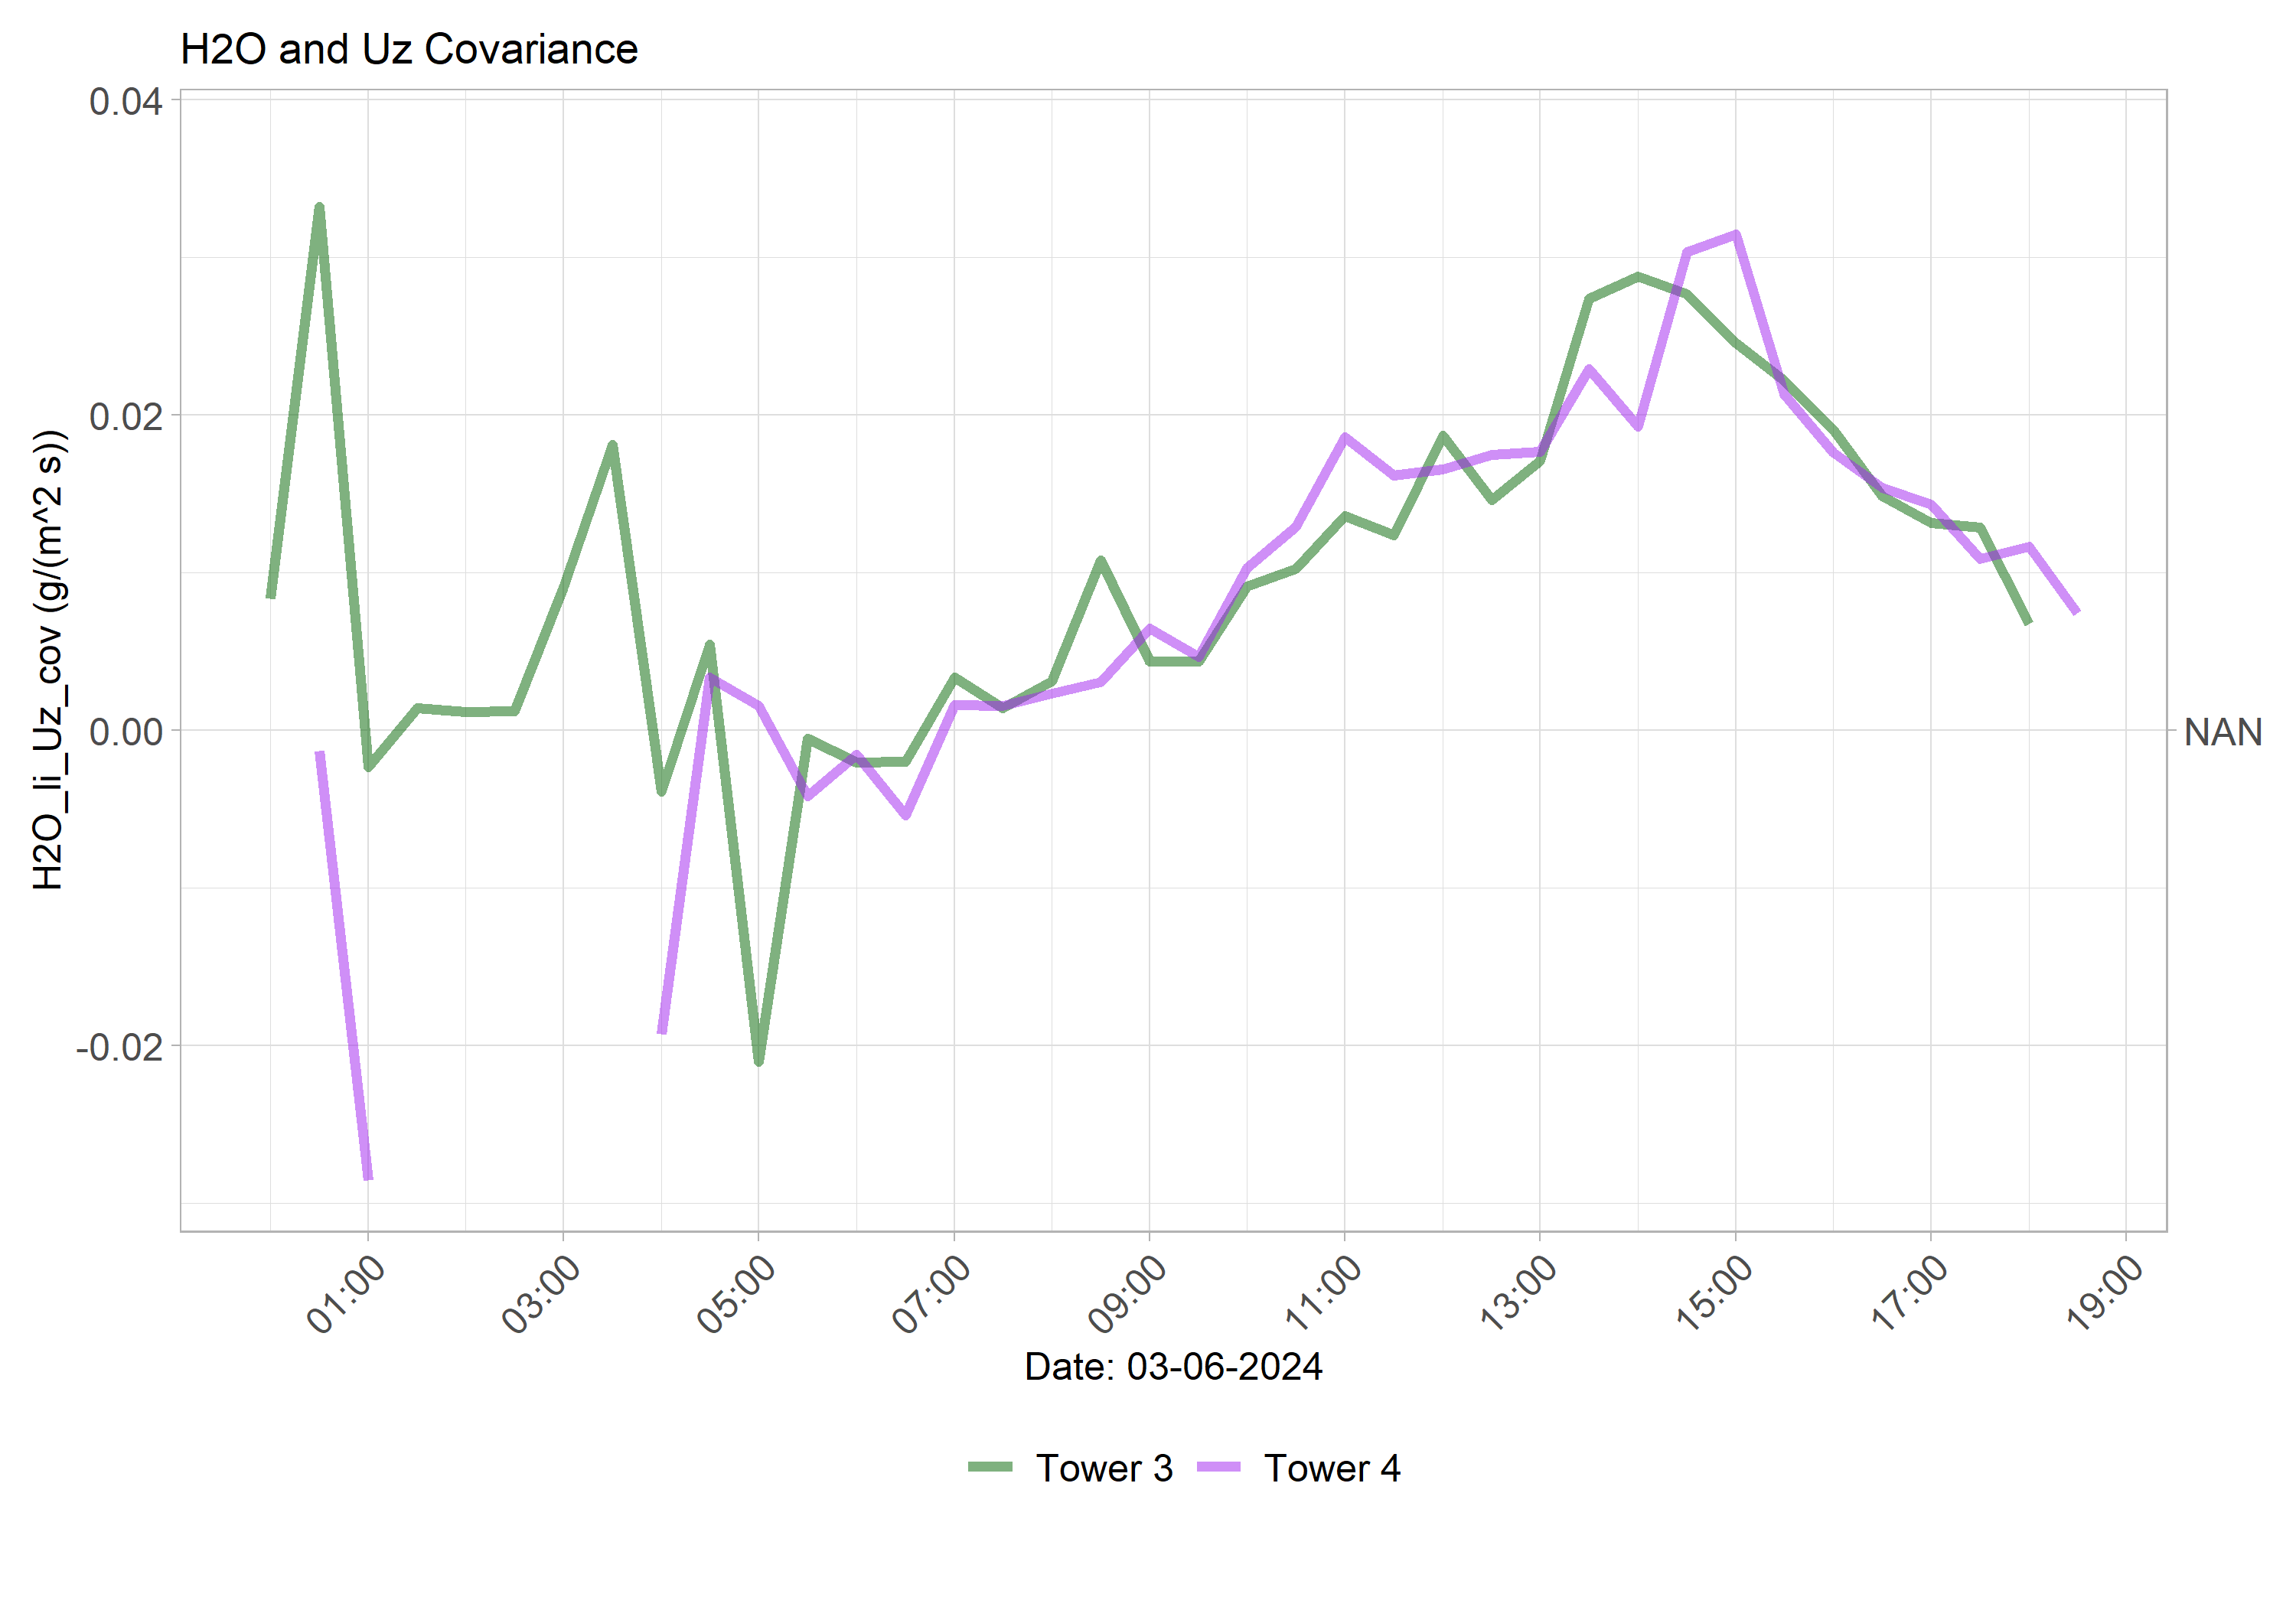 H2O and Uz Covariance
H2O_li_Uz_cov (g/(m^2 s))
0.04
0.02
0.00
-0.02
NAN
01:00
03:00
05:00
07:00
09:00
11:00
13:00
15:00
17:00
19:00
Date: 03-06-2024
Tower 3
Tower 4